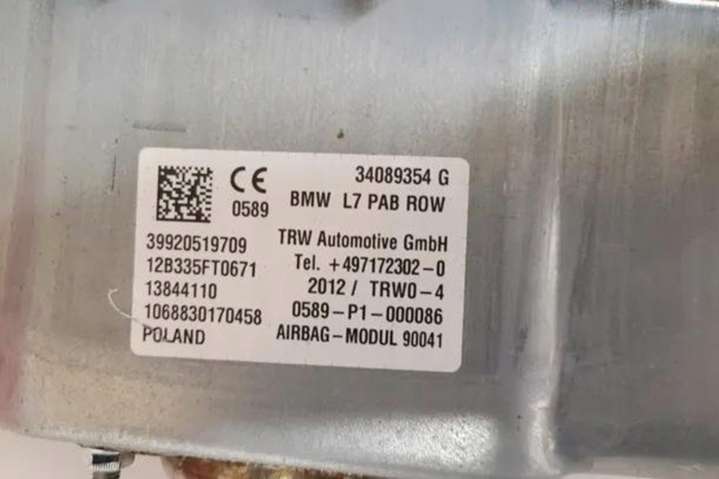 34089354 G
CE
0589
BMW L7 PAB ROW
39920519709
TRW Automotive GmbH
12B335FT0671
Tel. +497172302-0
13844110
2012 / TRW0-4
1068830170458
0589-P1-000086
POLAND
AIRBAG-MODUL 90041